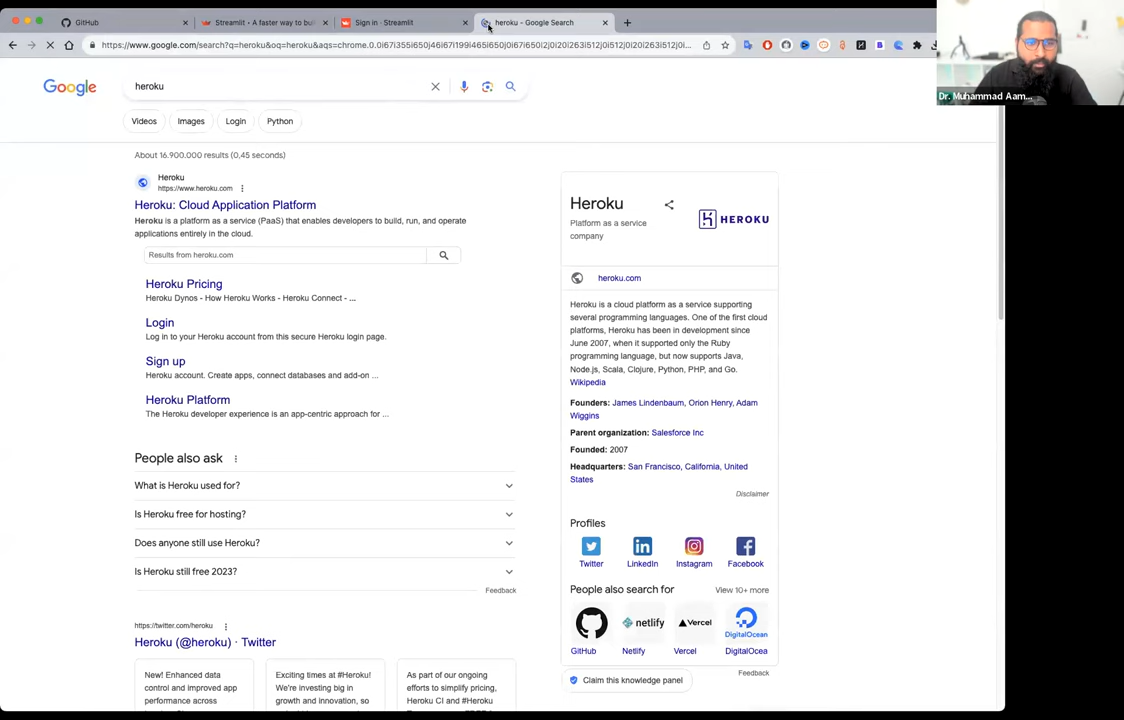 GitHub
Streamlit • A faster way to buil
Sign in · Streamlit
heroku - Google Search
https://www.google.com/search?q=heroku&oq=heroku&aqs=chrome.0.0i67i355i650j46i67i199i465i650j0i67i650l2j0i20i263i512j0i512j0i20i263i512j0i5...
Dr. Muhammad Aam...
Google
heroku
Videos
Images
Login
Python
About 16.900.000 results (0,45 seconds)
Heroku
https://www.heroku.com
Heroku: Cloud Application Platform
Heroku is a platform as a service (PaaS) that enables developers to build, run, and operate
applications entirely in the cloud.
Results from heroku.com
Heroku Pricing
Heroku Dynos - How Heroku Works - Heroku Connect - ...
Login
Log in to your Heroku account from this secure Heroku login page.
Sign up
Heroku account. Create apps, connect databases and add-on ...
Heroku Platform
The Heroku developer experience is an app-centric approach for ...
People also ask
What is Heroku used for?
Is Heroku free for hosting?
Does anyone still use Heroku?
Is Heroku still free 2023?
Feedback
https://twitter.com/heroku
Heroku (@heroku) · Twitter
New! Enhanced data
control and improved app
performance across
Exciting times at #Heroku!
We're investing big in
growth and innovation, so
As part of our ongoing
efforts to simplify pricing,
Heroku CI and #Heroku
Heroku
Platform as a service
company
HEROKU
heroku.com
Heroku is a cloud platform as a service supporting
several programming languages. One of the first cloud
platforms, Heroku has been in development since
June 2007, when it supported only the Ruby
programming language, but now supports Java,
Node.js, Scala, Clojure, Python, PHP, and Go.
Wikipedia
Founders: James Lindenbaum, Orion Henry, Adam
Wiggins
Parent organization: Salesforce Inc
Founded: 2007
Headquarters: San Francisco, California, United
States
Disclaimer
Profiles
Twitter
LinkedIn
Instagram
Facebook
People also search for
View 10+ more
netlify
Vercel
DigitalOcean
GitHub
Netlify
Vercel
DigitalOcea
Feedback
Claim this knowledge panel